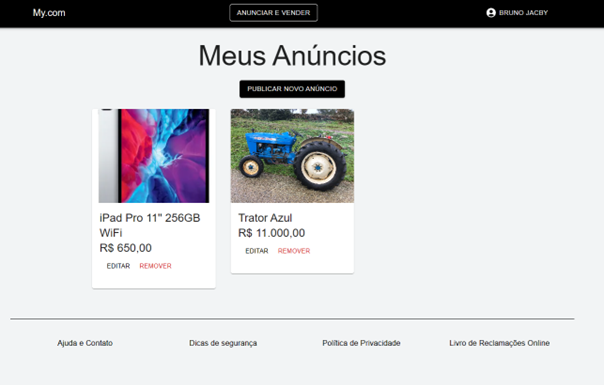 My.com
ANUNCIAR E VENDER
BRUNO JACBY
Meus Anúncios
PUBLICAR NOVO ANÚNCIO
iPad Pro 11" 256GB
WiFi
R$ 650,00
EDITAR REMOVER
Trator Azul
R$ 11.000,00
EDITAR REMOVER
Ajuda e Contato
Dicas de segurança
Política de Privacidade
Livro de Reclamações Online